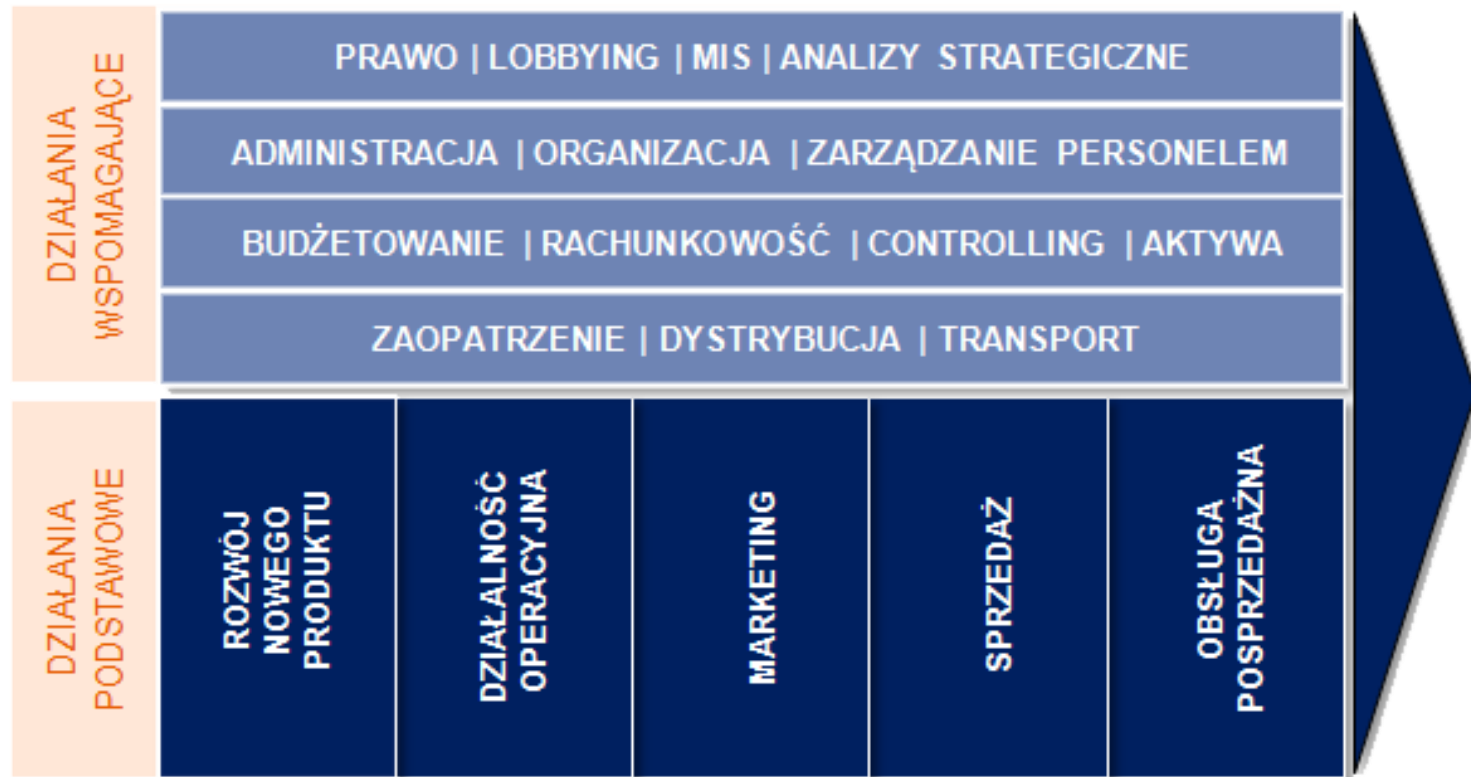 DZIAŁANIA
WSPOMAGAJĄCE
PRAWO | LOBBYING | MIS | ANALIZY STRATEGICZNE
ADMINISTRACJA | ORGANIZACJA | ZARZĄDZANIE PERSONELEM
BUDŻETOWANIE | RACHUNKOWOŚĆ | CONTROLLING | AKTYWA
ZAOPATRZENIE | DYSTRYBUCJA | TRANSPORT
DZIAŁANIA
PODSTAWOWE
ROZWÓJ
NOWEGO
PRODUKTU
DZIAŁALNOŚĆ
OPERACYJNA
MARKETING
SPRZEDAŻ
OBSŁUGA
POSPRZEDAŻNA